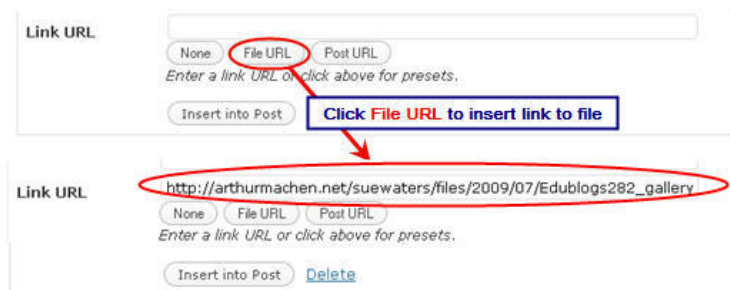 Link URL
None File URL Post URL
Enter a link URL or click above for presets.
Insert into Post Click File URL to insert link to file
Link URL http://arthurmachen.net/suewaters/files/2009/07/Edublogs282_gallery
None File URL Post URL
Enter a link URL or click above for presets.
Insert into Post Delete